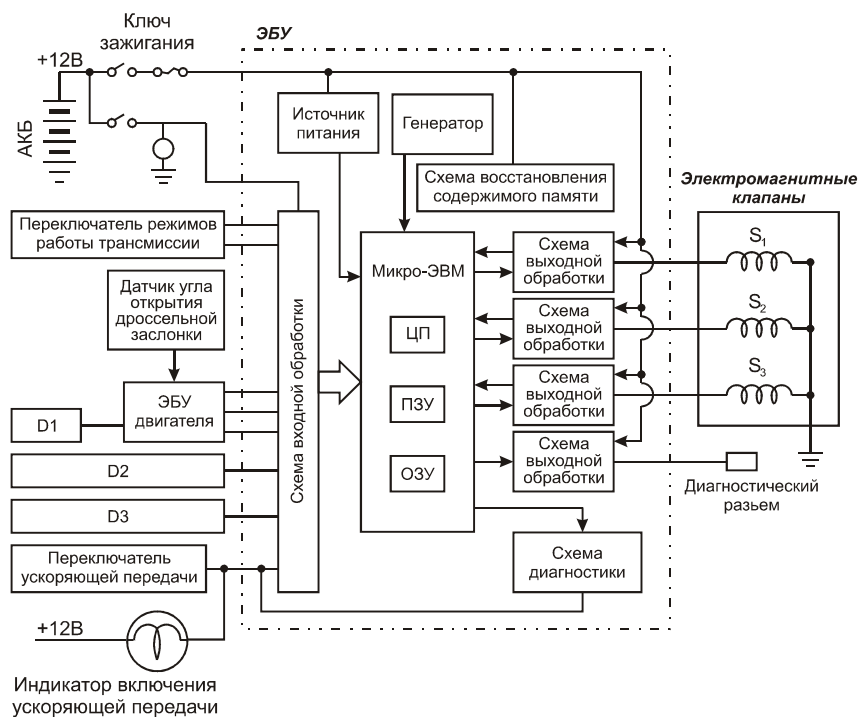 Ключ
зажигания
ЭБУ
+12В
АКБ
Источник
питания
Генератор
Схема восстановления
содержимого памяти
Электромагнитные
клапаны
Переключатель режимов
работы трансмиссии
Датчик угла
открытия
дроссельной
заслонки
ЭБУ
двигателя
D1
D2
D3
Переключатель
ускоряющей передачи
+12В
Индикатор включения
ускоряющей передачи
Схема входной обработки
Микро-ЭВМ
ЦП
ПЗУ
ОЗУ
Схема
выходной
обработки
Схема
выходной
обработки
Схема
выходной
обработки
Схема
выходной
обработки
Схема
диагностики
S1
S2
S3
Диагностический
разьем